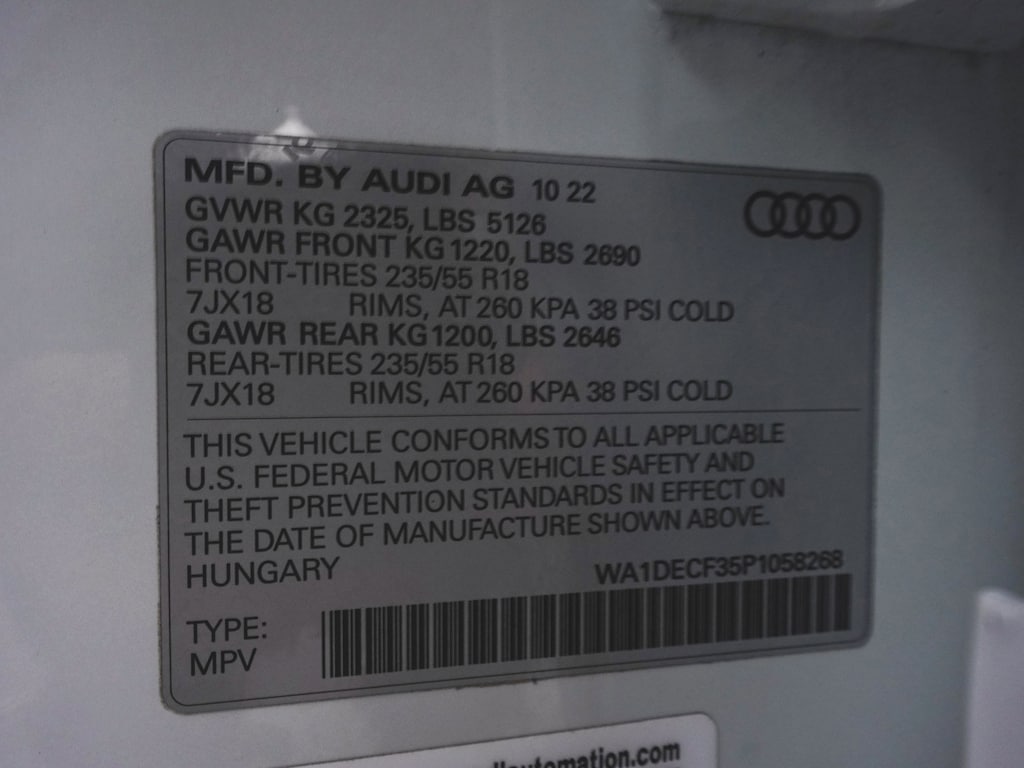 MFD. BY AUDI AG 10 22
GVWR KG 2325, LBS 5126
GAWR FRONT KG 1220, LBS 2690
FRONT-TIRES 235/55 R18
7JX18 RIMS, AT 260 KPA 38 PSI COLD
GAWR REAR KG 1200, LBS 2646
REAR-TIRES 235/55 R18
7JX18 RIMS, AT 260 KPA 38 PSI COLD
THIS VEHICLE CONFORMS TO ALL APPLICABLE
U.S. FEDERAL MOTOR VEHICLE SAFETY AND
THEFT PREVENTION STANDARDS IN EFFECT ON
THE DATE OF MANUFACTURE SHOWN ABOVE.
HUNGARY WA1DECF35P1058268
TYPE:
MPV